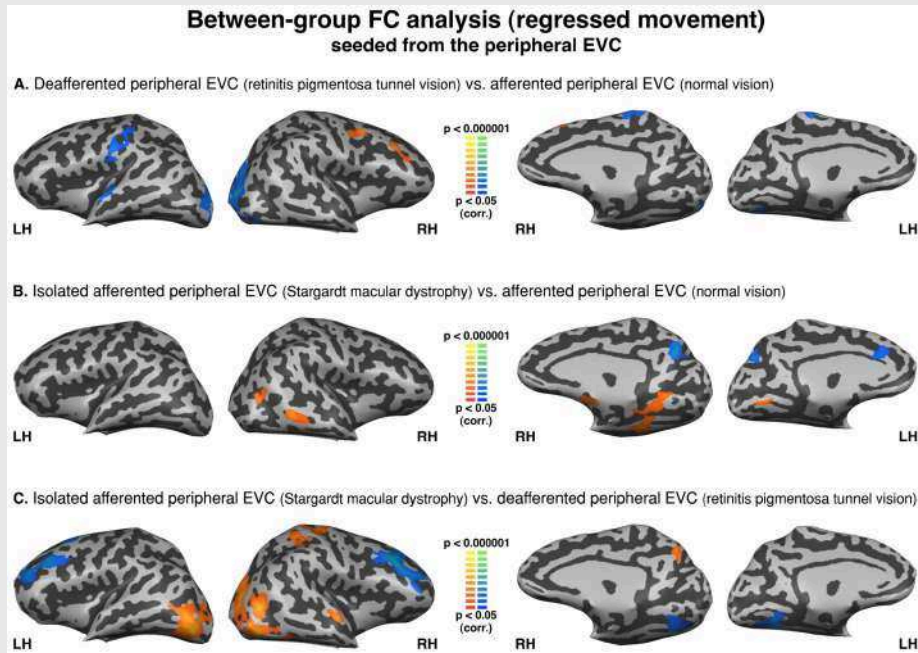 Between-group FC analysis (regressed movement)
seeded from the peripheral EVC
A. Deafferented peripheral EVC (retinitis pigmentosa tunnel vision) vs. afferented peripheral EVC (normal vision)
p < 0.000001
p < 0.05
(corr.)
LH
RH
RH
LH
B. Isolated afferented peripheral EVC (Stargardt macular dystrophy) vs. afferented peripheral EVC (normal vision)
p < 0.000001
p < 0.05
(corr.)
LH
RH
RH
LH
C. Isolated afferented peripheral EVC (Stargardt macular dystrophy) vs. deafferented peripheral EVC (retinitis pigmentosa tunnel vision)
p < 0.000001
p < 0.05
(corr.)
LH
RH
RH
LH